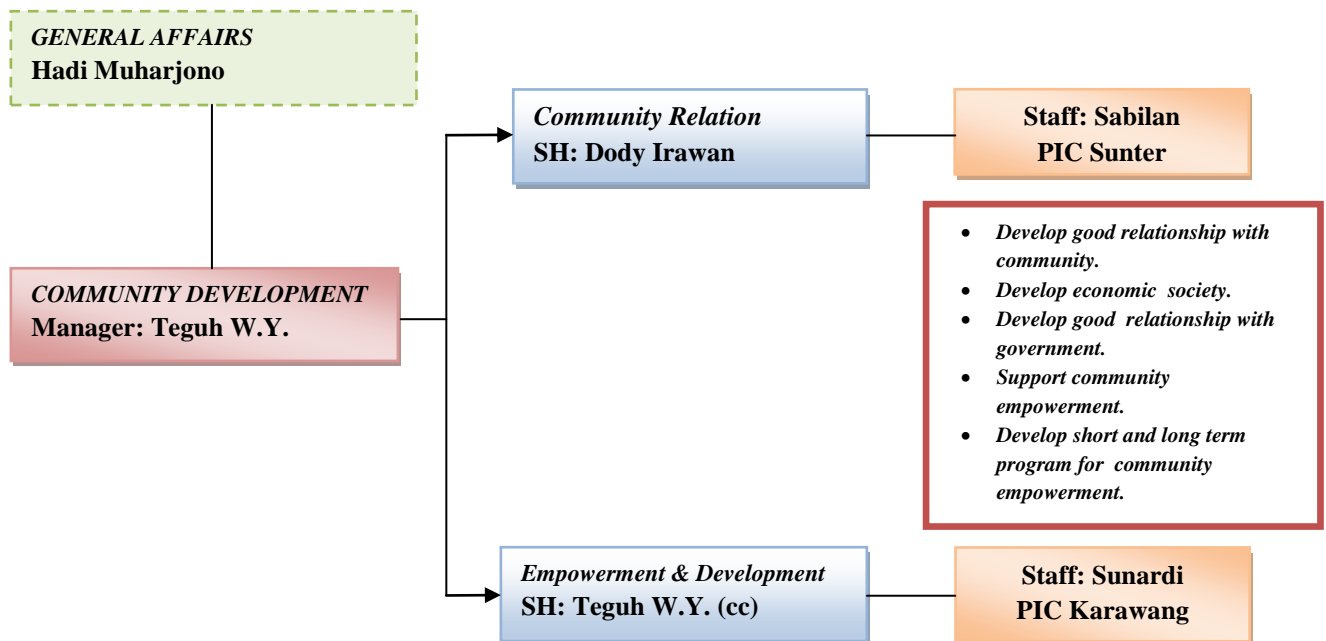 GENERAL AFFAIRS
Hadi Muharjono
Community Relation
SH: Dody Irawan
Staff: Sabilan
PIC Sunter
COMMUNITY DEVELOPMENT
Manager: Teguh W.Y.
• Develop good relationship with
community.
• Develop economic society.
• Develop good relationship with
government.
• Support community
empowerment.
• Develop short and long term
program for community
empowerment.
Empowerment & Development
SH: Teguh W.Y. (cc)
Staff: Sunardi
PIC Karawang